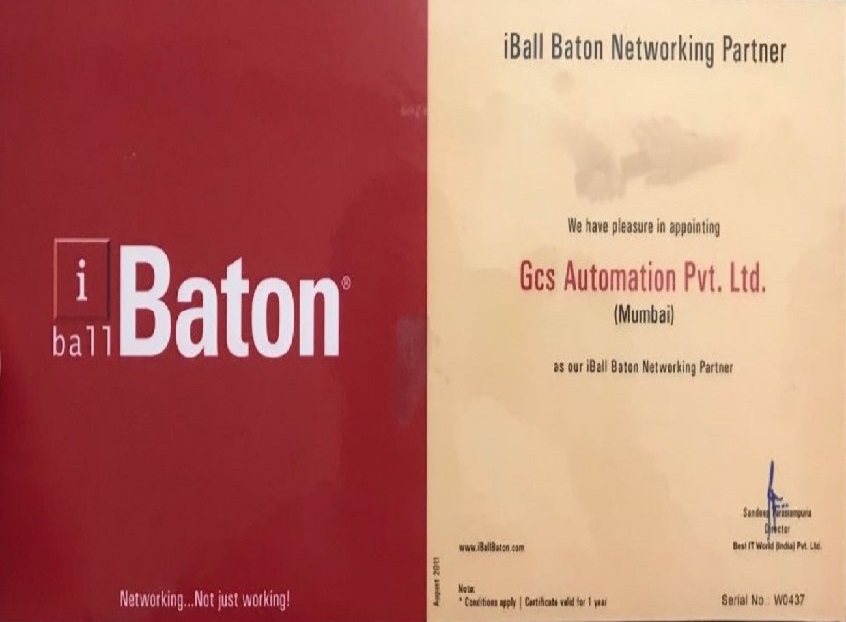 i
ball Baton®
Networking...Not just working!
iBall Baton Networking Partner
We have pleasure in appointing
Gcs Automation Pvt. Ltd.
(Mumbai)
as our iBall Baton Networking Partner
Sandeep
Director
Best IT World (India) Pvt. Ltd.
www.iBallBaton.com
August 2011
Note:
* Conditions apply | Certificate valid for 1 year
Serial No : W0437